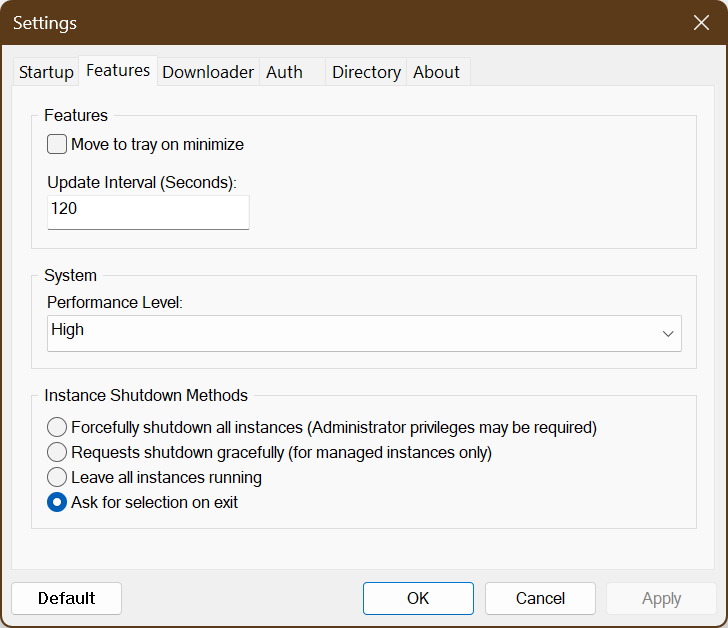 Settings
Startup Features Downloader Auth Directory About
Features
Move to tray on minimize
Update Interval (Seconds):
120
System
Performance Level:
High
Instance Shutdown Methods
Forcefully shutdown all instances (Administrator privileges may be required)
Requests shutdown gracefully (for managed instances only)
Leave all instances running
Ask for selection on exit
Default OK Cancel Apply